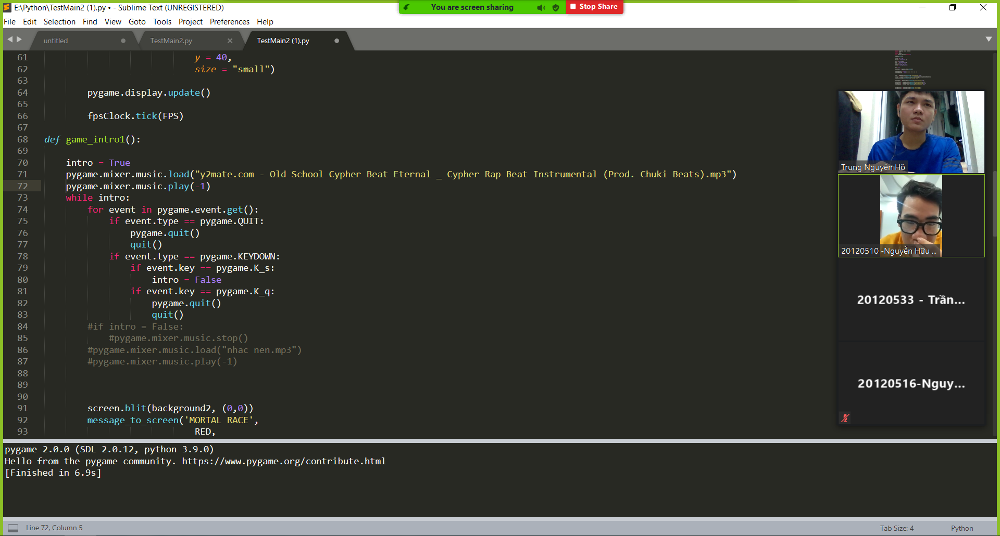 E:\Python\TestMain2 (1).py • - Sublime Text (UNREGISTERED)
You are screen sharing
Stop Share
File Edit Selection Find View Goto Tools Project Preferences Help
untitled
TestMain2.py
TestMain2 (1).py
61 y = 40,
62 size = "small")
63
64 pygame.display.update()
65
66 fpsClock.tick(FPS)
67
68 def game_intro1():
69
70 intro = True
71 pygame.mixer.music.load("y2mate.com - Old School Cypher Beat Eternal _ Cypher Rap Beat Instrumental (Prod. Chuki Beats).mp3")
72 pygame.mixer.music.play(-1)
73 while intro:
74 for event in pygame.event.get():
75 if event.type == pygame.QUIT:
76 pygame.quit()
77 quit()
78 if event.type == pygame.KEYDOWN:
79 if event.key == pygame.K_s:
80 intro = False
81 if event.key == pygame.K_q:
82 pygame.quit()
83 quit()
84 #if intro = False:
85 #pygame.mixer.music.stop()
86 #pygame.mixer.music.load("nhac nen.mp3")
87 #pygame.mixer.music.play(-1)
88
89
90
91 screen.blit(background2, (0,0))
92 message_to_screen('MORTAL RACE',
93 RED,
Trung Nguyên Hồ
20120510 -Nguyễn Hữu ...
20120533 - Trần...
20120516-Nguy...
pygame 2.0.0 (SDL 2.0.12, python 3.9.0)
Hello from the pygame community. https://www.pygame.org/contribute.html
[Finished in 6.9s]
Line 72, Column 5
Tab Size: 4
Python